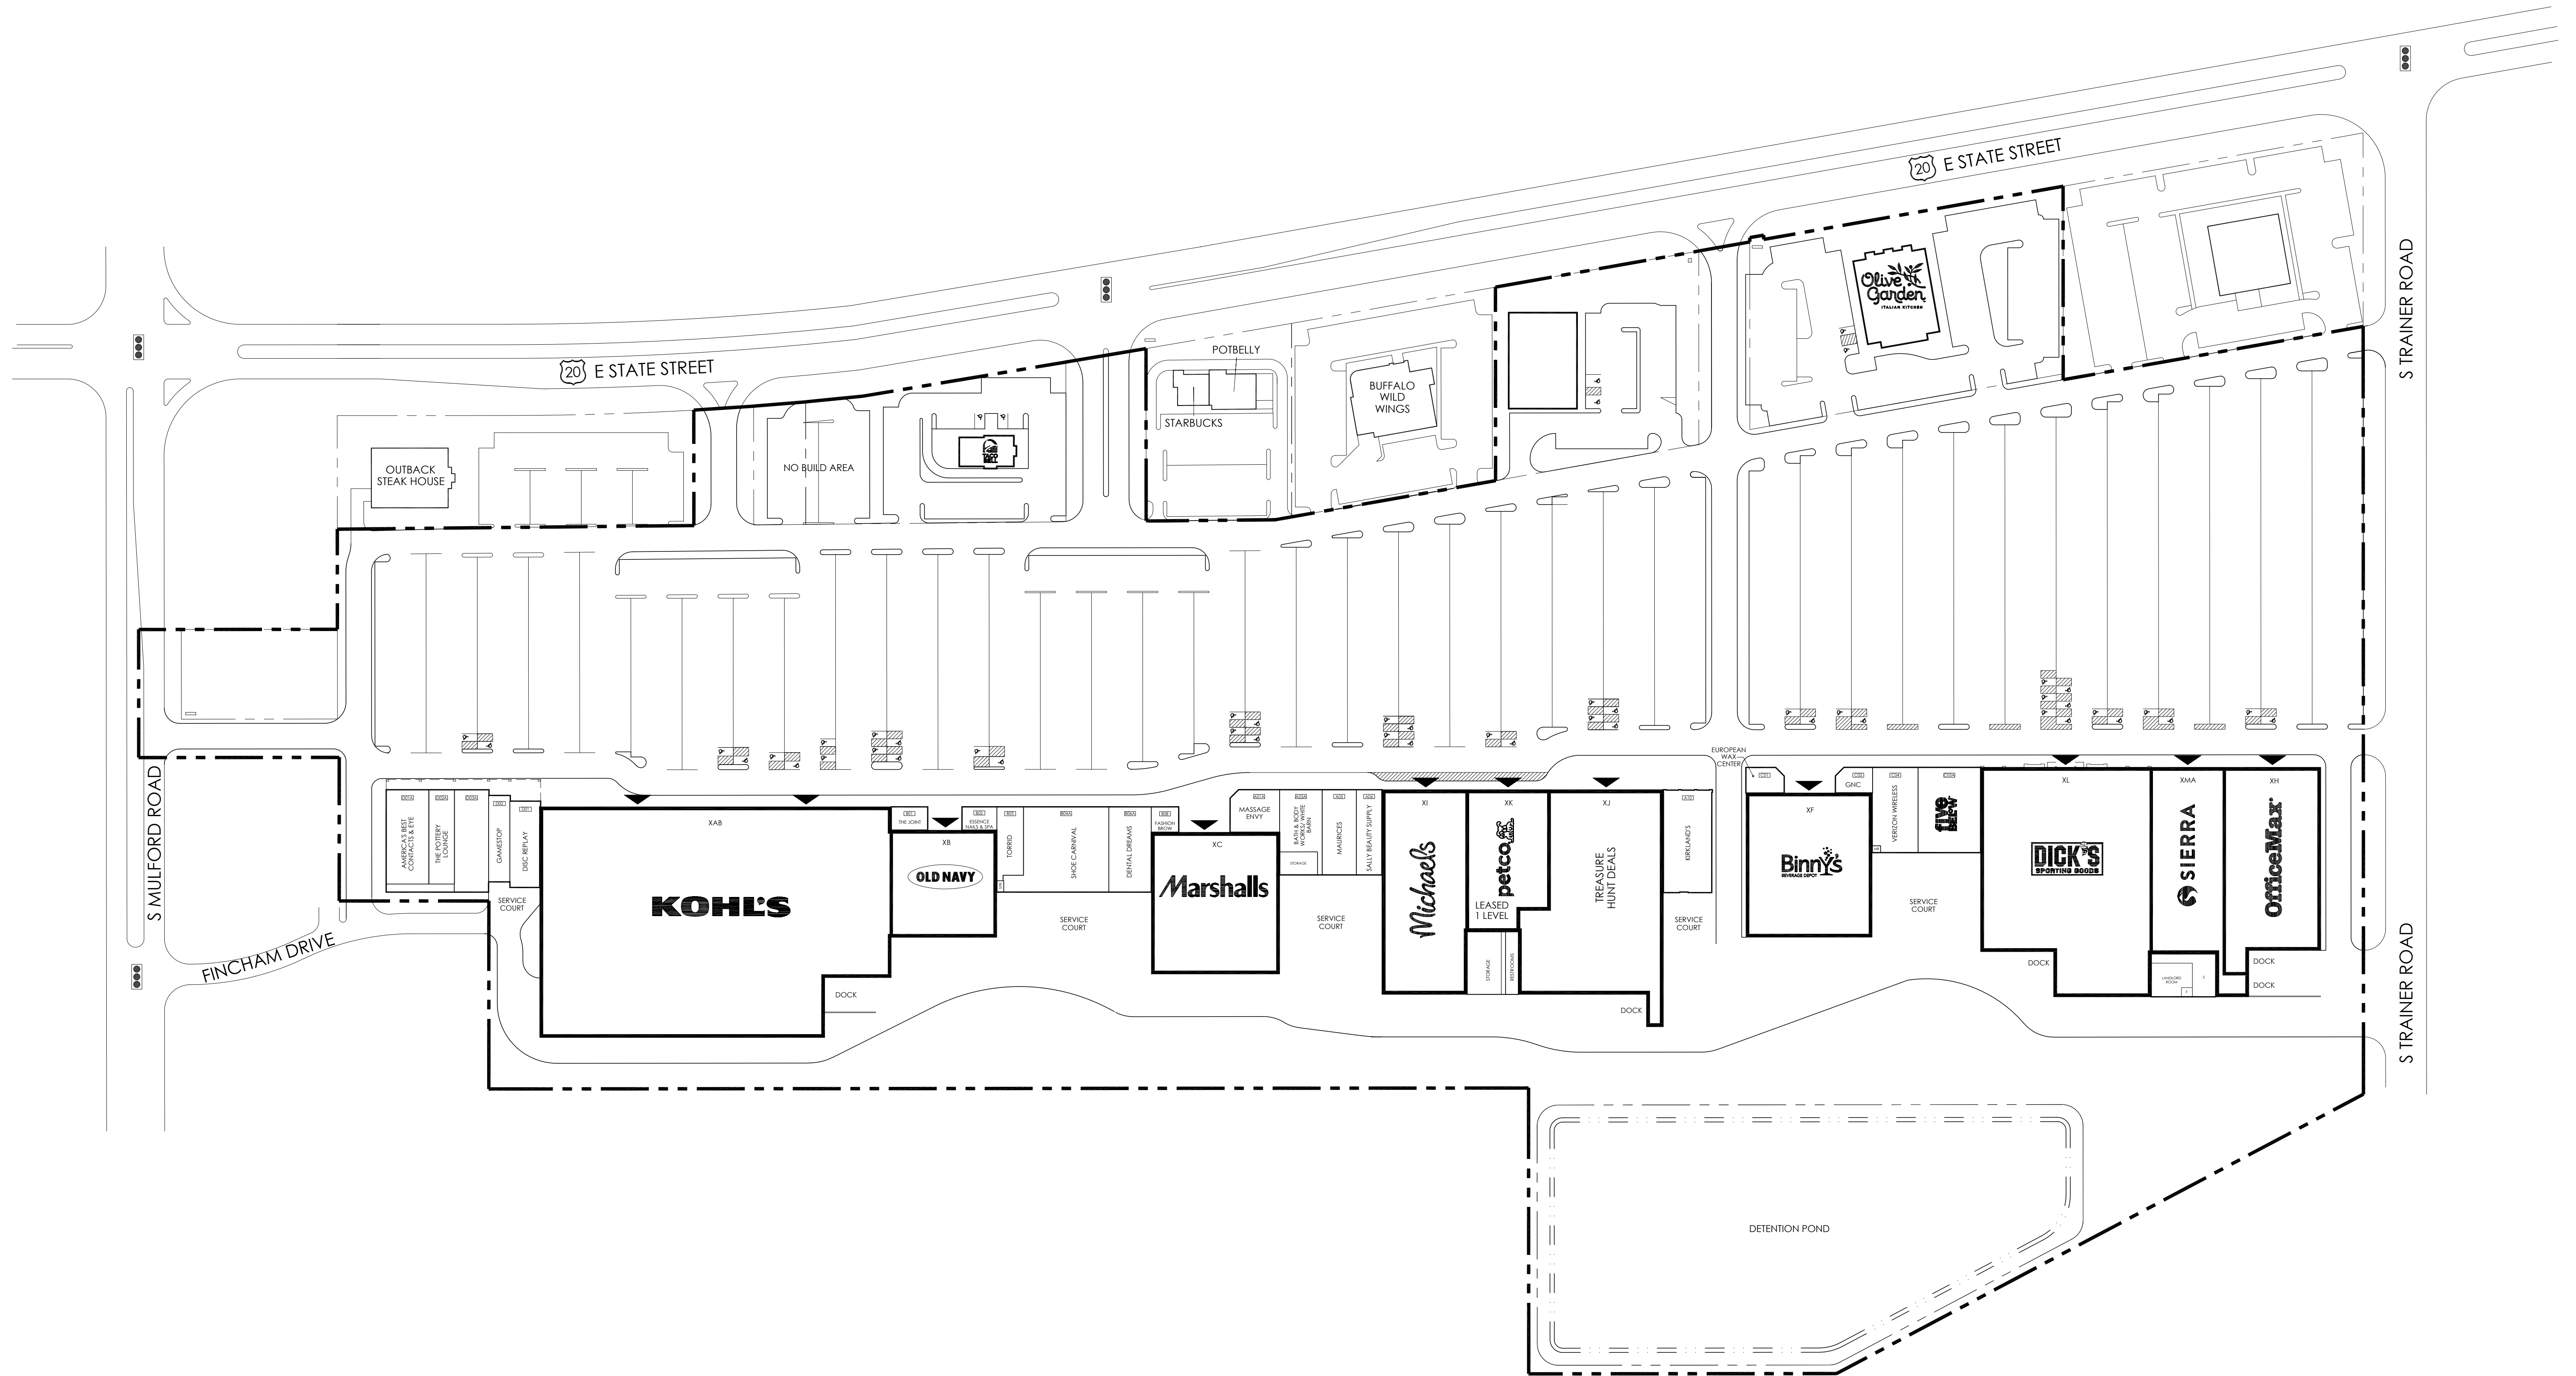 20 E STATE STREET
S TRAINER ROAD
Olive
Garden
ITALIAN KITCHEN
20 E STATE STREET
POTBELLY
STARBUCKS
BUFFALO
WILD
WINGS
OUTBACK
STEAK HOUSE
NO BUILD AREA
TACO
BELL
S MULFORD ROAD
FINCHAM DRIVE
AMERICA'S BEST
CONTACTS & EYE
THE POTTERY
LOUNGE
GAMESTOP
DISC REPLAY
SERVICE
COURT
XAB
KOHL'S
DOCK
THE JOINT
XB
OLD NAVY
ESSENCE
NAILS & SPA
TORRID
SHOE CARNIVAL
DENTAL DREAMS
FASHION
BROW
SERVICE
COURT
XC
Marshalls
MASSAGE
ENVY
BATH & BODY
WORKS/ WHITE
BARN
STORAGE
MAURICES
SALLY BEAUTY SUPPLY
SERVICE
COURT
XI
Michaels
XK
petco
LEASED
1 LEVEL
STORAGE
RESTROOMS
XJ
TREASURE
HUNT DEALS
DOCK
KIRKLAND'S
SERVICE
COURT
EUROPEAN
WAX
CENTER
XF
Binny's
BEVERAGE DEPOT
GNC
VERIZON WIRELESS
five
BELOW
SERVICE
COURT
XL
DICK'S
SPORTING GOODS
DOCK
XMA
SIERRA
LANDLORD
ROOM
XH
OfficeMax
DOCK
DOCK
S TRAINER ROAD
DETENTION POND